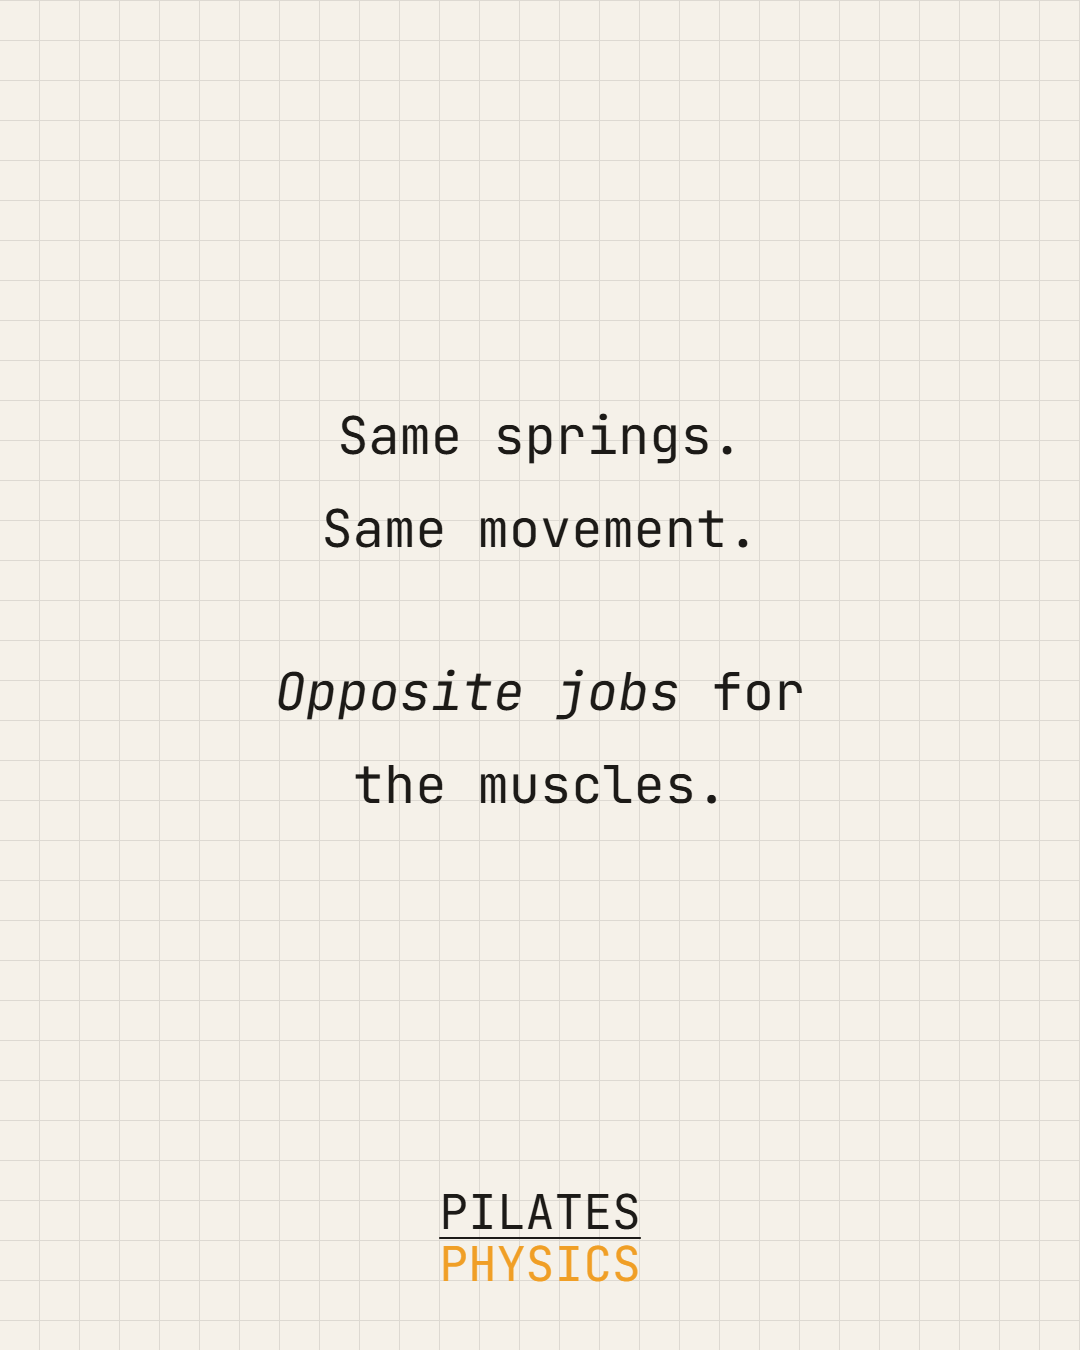 Same springs.
Same movement.
Opposite jobs for
the muscles.
PILATES
PHYSICS